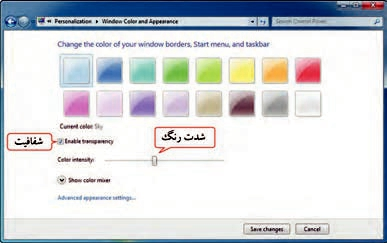 Personalization ▸ Window Color and Appearance
Search Control Panel
Change the color of your window borders, Start menu, and taskbar
Current color: Sky
شفافیت
Enable transparency
شدت رنگ
Color intensity:
Show color mixer
Advanced appearance settings...
Save changes
Cancel